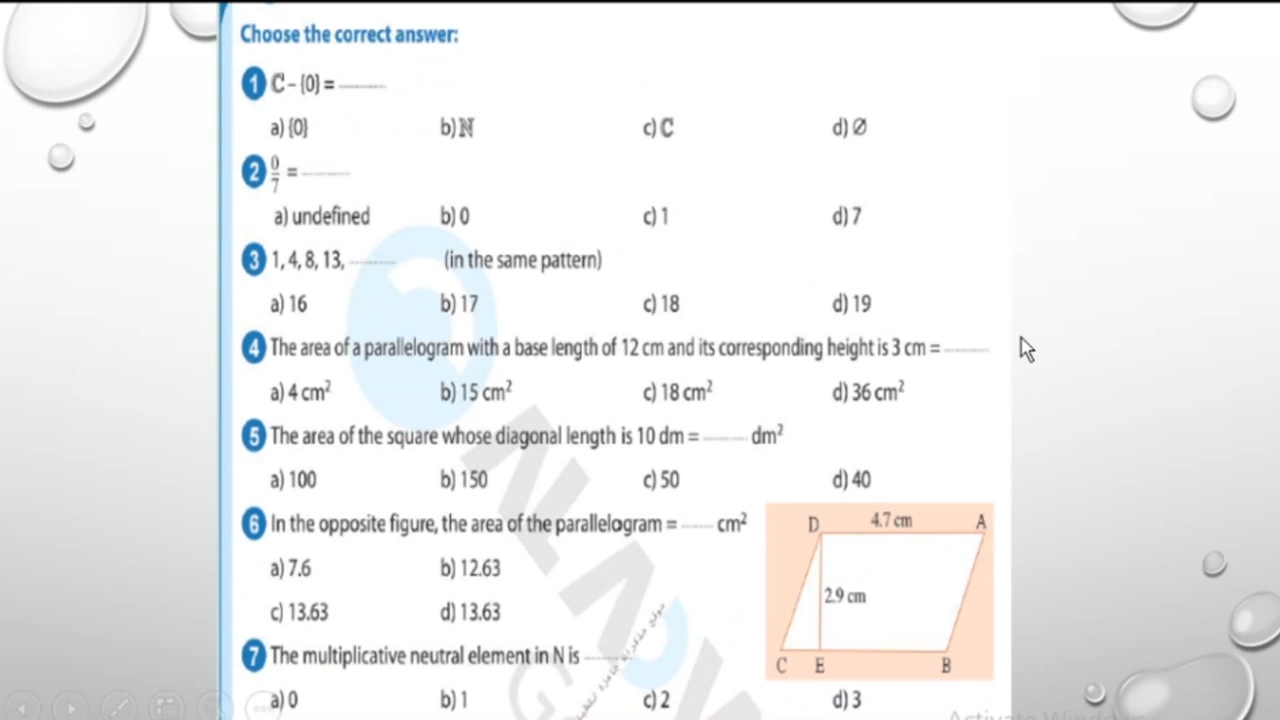 Choose the correct answer:
1 ℂ – {0} = ............
a) {0} b) ℕ c) ℂ d) ∅
2 0/7 = ............
a) undefined b) 0 c) 1 d) 7
3 1, 4, 8, 13, ............ (in the same pattern)
a) 16 b) 17 c) 18 d) 19
4 The area of a parallelogram with a base length of 12 cm and its corresponding height is 3 cm = ............
a) 4 cm² b) 15 cm² c) 18 cm² d) 36 cm²
5 The area of the square whose diagonal length is 10 dm = ............ dm²
a) 100 b) 150 c) 50 d) 40
6 In the opposite figure, the area of the parallelogram = ......... cm²
a) 7.6 b) 12.63
c) 13.63 d) 13.63
D 4.7 cm A
2.9 cm
C E B
7 The multiplicative neutral element in N is ............
a) 0 b) 1 c) 2 d) 3